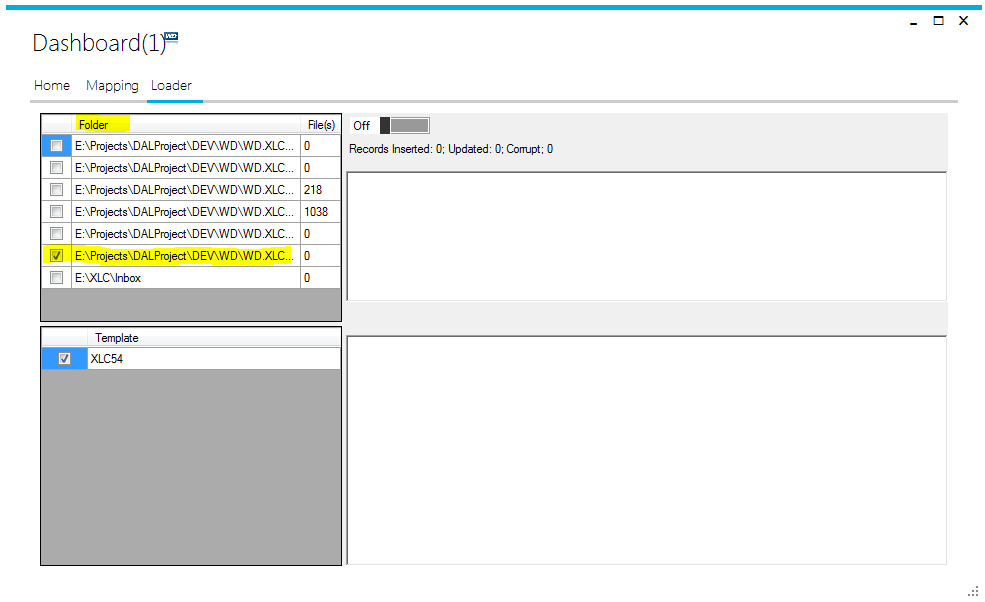 Dashboard(1) WD
Home Mapping Loader
Folder File(s) Off
E:\Projects\DALProject\DEV\WD\WD.XLC... 0
Records Inserted: 0; Updated: 0; Corrupt; 0
E:\Projects\DALProject\DEV\WD\WD.XLC... 0
E:\Projects\DALProject\DEV\WD\WD.XLC... 218
E:\Projects\DALProject\DEV\WD\WD.XLC... 1038
E:\Projects\DALProject\DEV\WD\WD.XLC... 0
E:\Projects\DALProject\DEV\WD\WD.XLC... 0
E:\XLC\Inbox 0
Template
XLC54